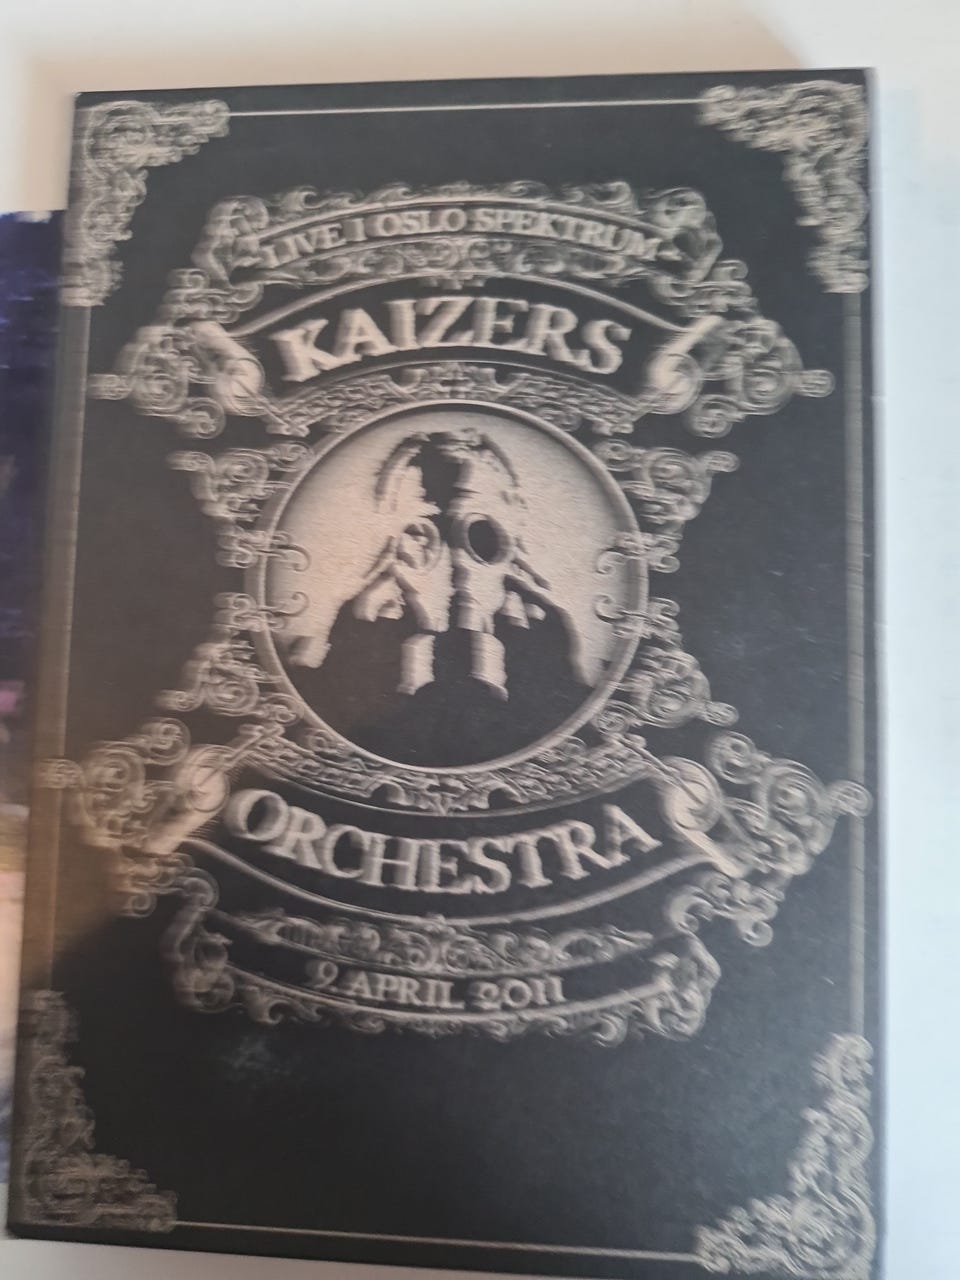 LIVE I OSLO SPEKTRUM
KAIZERS
ORCHESTRA
9. APRIL 2011